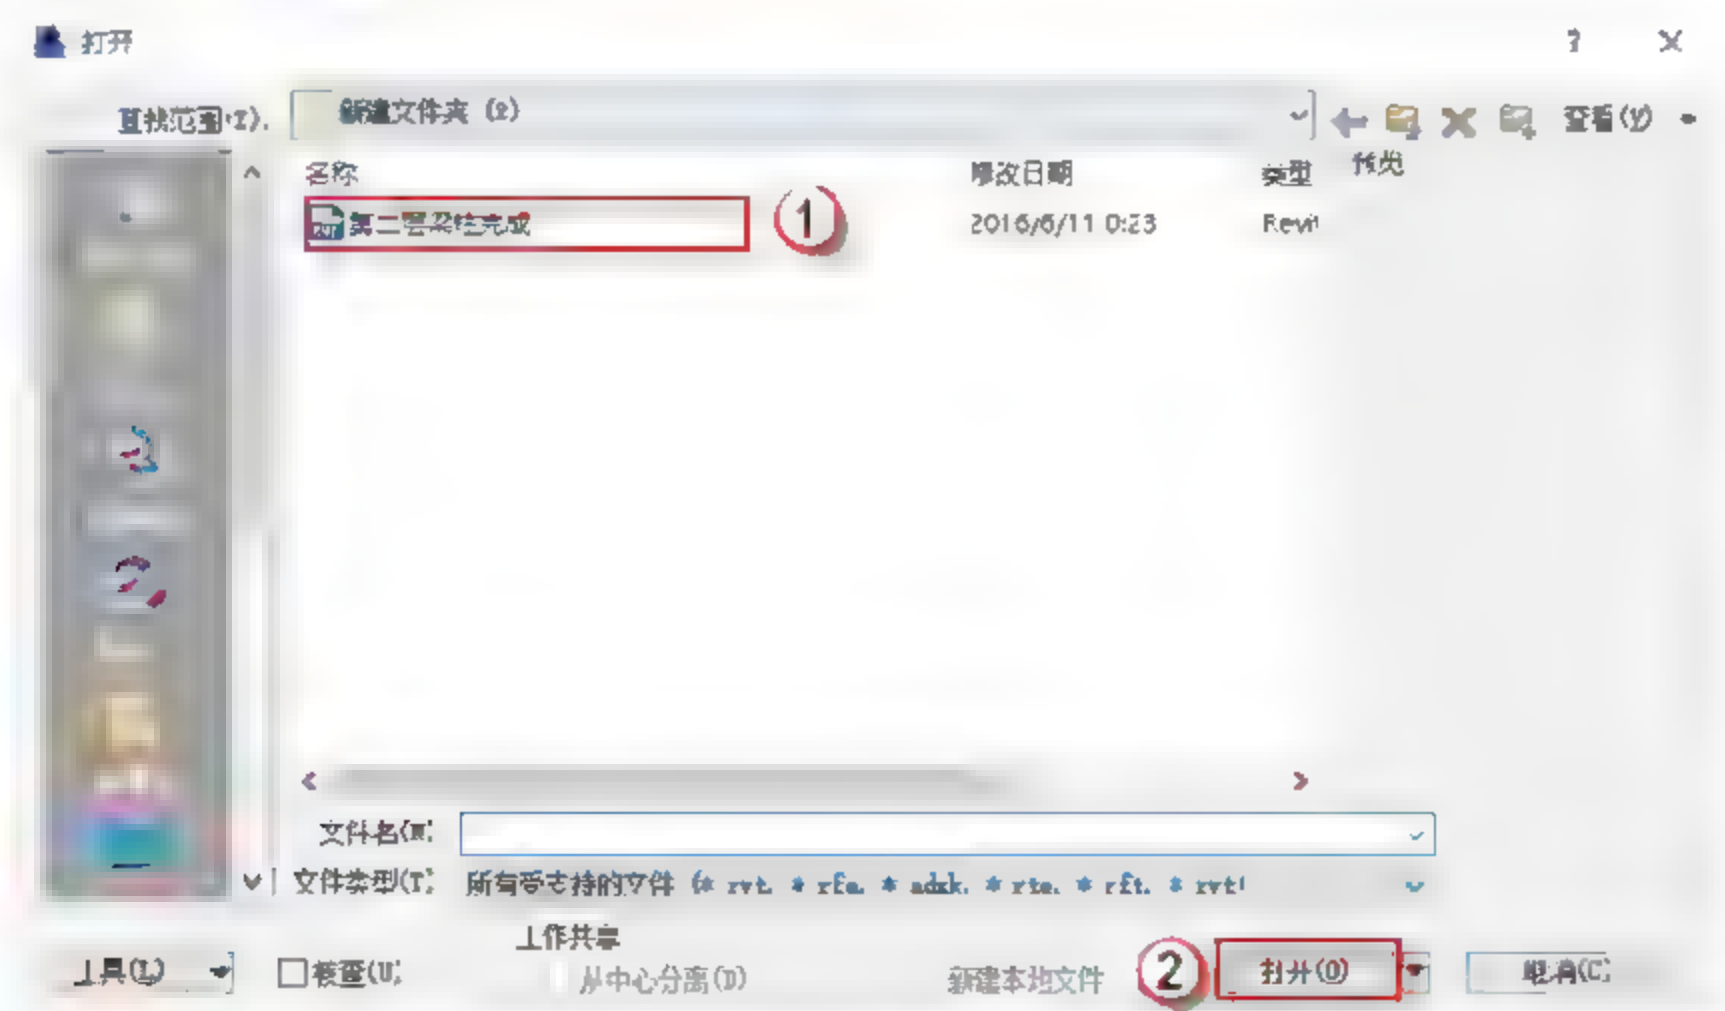 打开
查找范围(I):
新建文件夹 (2)
查看(V)
名称
修改日期
类型
预览
第二层梁柱完成
①
2016/6/11 0:23
Revit
文件名(N)
文件类型(T)
所有受支持的文件 (*.rvt, *.rfa, *.adsk, *.rte, *.rft, *.rvt
工作共享
工具(L)
核查(U)
从中心分离(D)
新建本地文件
②
打开(O)
取消(C)